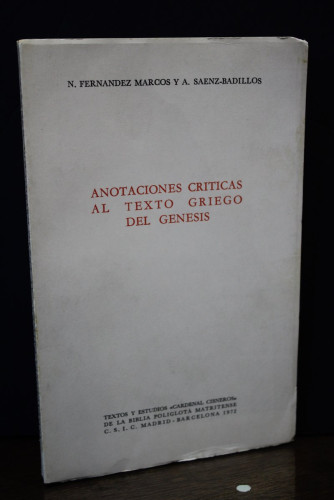 N. FERNANDEZ MARCOS Y A. SAENZ-BADILLOS
ANOTACIONES CRITICAS
AL TEXTO GRIEGO
DEL GENESIS
TEXTOS Y ESTUDIOS «CARDENAL CISNEROS»
DE LA BIBLIA POLIGLOTA MATRITENSE
C. S. I. C. MADRID - BARCELONA 1972